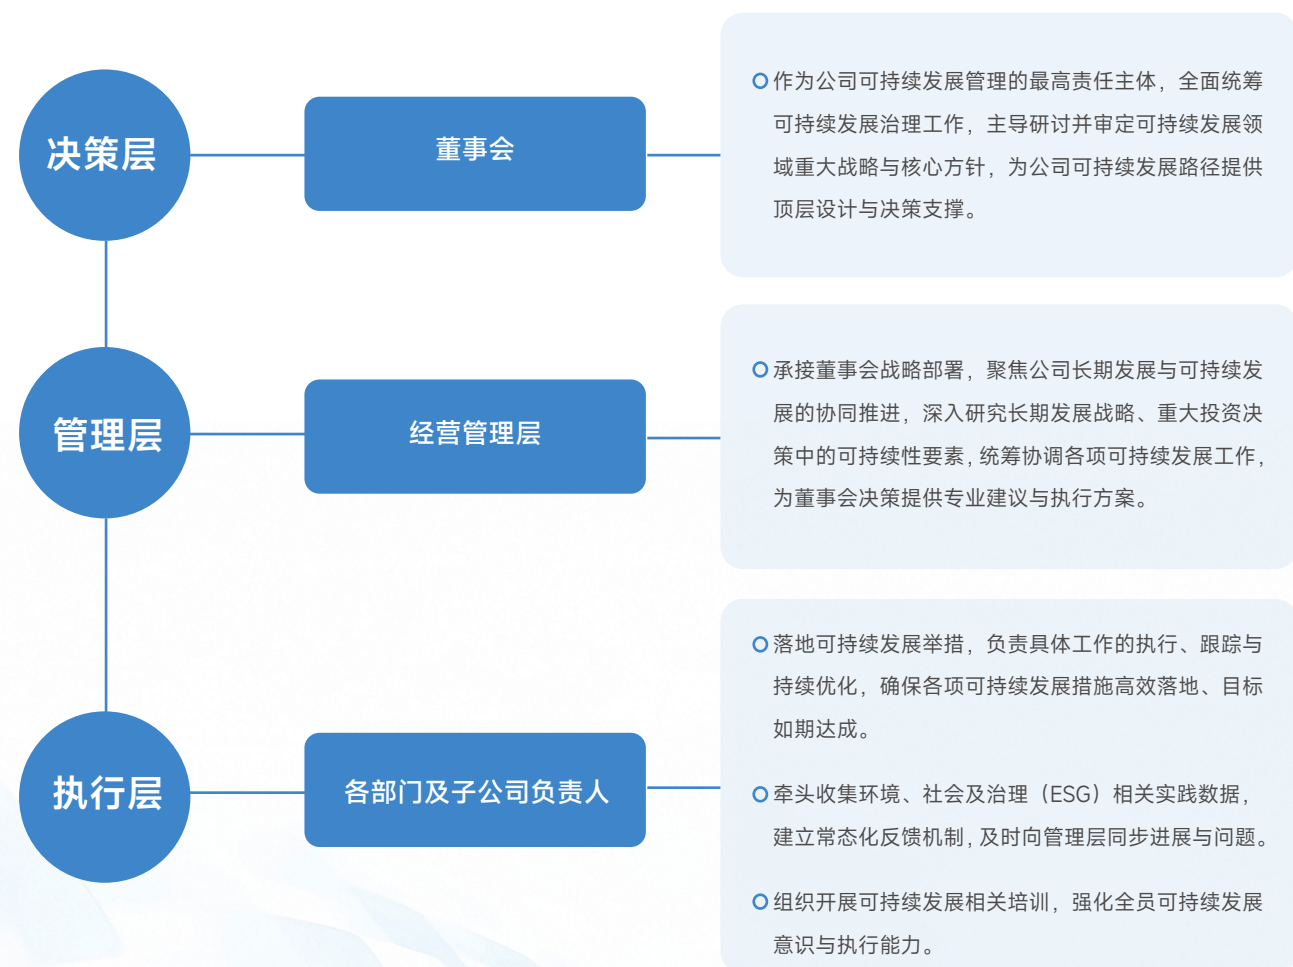 决策层
董事会
作为公司可持续发展管理的最高责任主体，全面统筹
可持续发展治理工作，主导研讨并审定可持续发展领
域重大战略与核心方针，为公司可持续发展路径提供
顶层设计与决策支撑。
管理层
经营管理层
承接董事会战略部署，聚焦公司长期发展与可持续发
展的协同推进，深入研究长期发展战略、重大投资决
策中的可持续性要素，统筹协调各项可持续发展工作，
为董事会决策提供专业建议与执行方案。
执行层
各部门及子公司负责人
落地可持续发展举措，负责具体工作的执行、跟踪与
持续优化，确保各项可持续发展措施高效落地、目标
如期达成。
牵头收集环境、社会及治理（ESG）相关实践数据，
建立常态化反馈机制，及时向管理层同步进展与问题。
组织开展可持续发展相关培训，强化全员可持续发展
意识与执行能力。